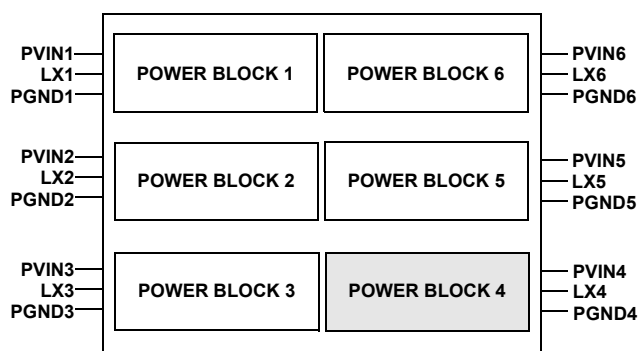 PVIN1
LX1
PGND1
POWER BLOCK 1
POWER BLOCK 6
PVIN6
LX6
PGND6
PVIN2
LX2
PGND2
POWER BLOCK 2
POWER BLOCK 5
PVIN5
LX5
PGND5
PVIN3
LX3
PGND3
POWER BLOCK 3
POWER BLOCK 4
PVIN4
LX4
PGND4